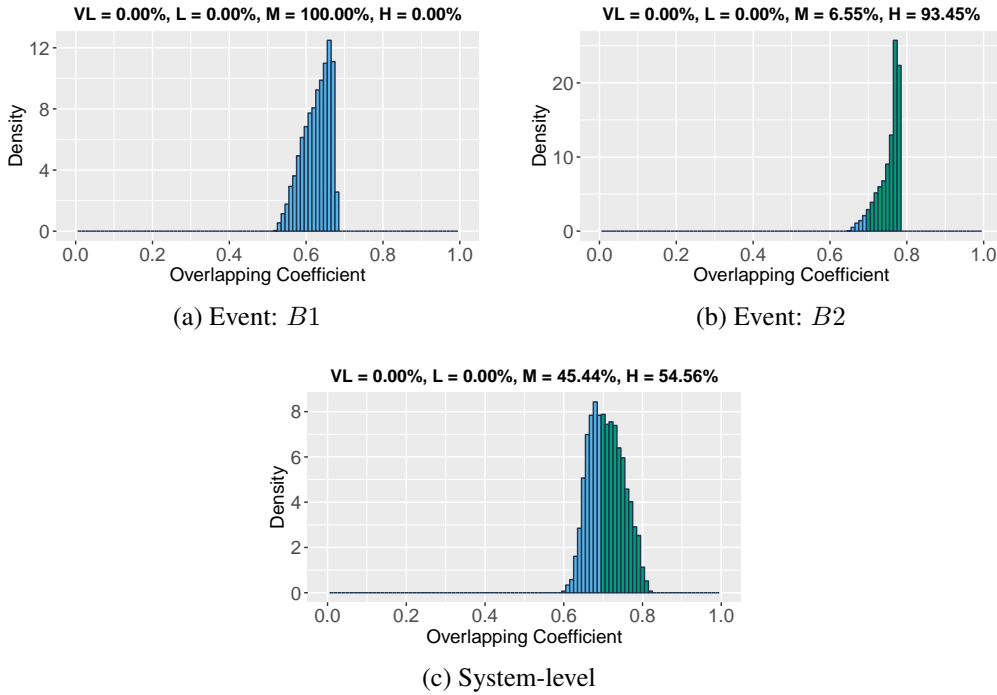 VL = 0.00%, L = 0.00%, M = 100.00%, H = 0.00%
12
8
4
0
Density
0.0 0.2 0.4 0.6 0.8 1.0
Overlapping Coefficient
(a) Event: B1
VL = 0.00%, L = 0.00%, M = 6.55%, H = 93.45%
20
10
0
Density
0.0 0.2 0.4 0.6 0.8 1.0
Overlapping Coefficient
(b) Event: B2
VL = 0.00%, L = 0.00%, M = 45.44%, H = 54.56%
8
6
4
2
0
Density
0.0 0.2 0.4 0.6 0.8 1.0
Overlapping Coefficient
(c) System-level